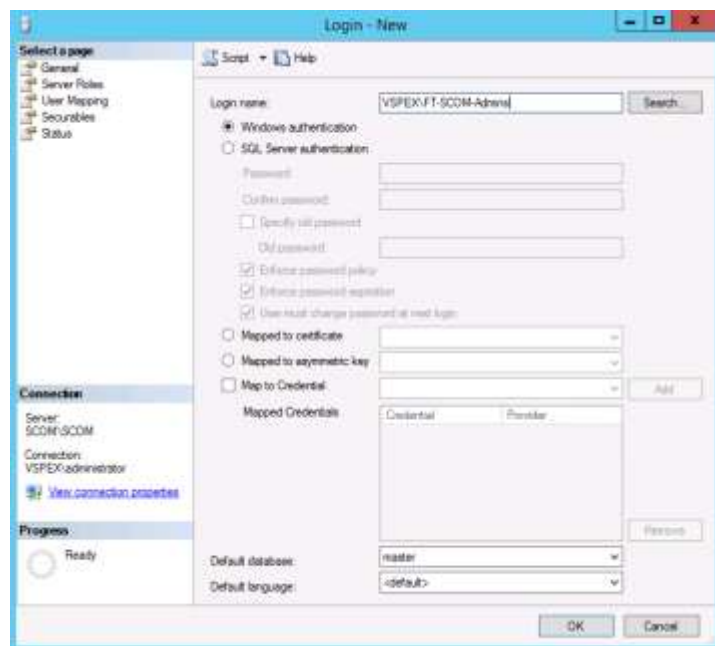 Login - New
Select a page
General
Server Roles
User Mapping
Securables
Status
Script Help
Login name: VSPEX\FT-SCOM-Admins Search...
Windows authentication
SQL Server authentication
Password:
Confirm password:
Specify old password
Old password:
Enforce password policy
Enforce password expiration
User must change password at next login
Mapped to certificate
Mapped to asymmetric key
Map to Credential Add
Mapped Credentials Credential Provider
Remove
Default database: master
Default language: <default>
Connection
Server:
SCOM\SCOM
Connection:
VSPEX\administrator
View connection properties
Progress
Ready
OK Cancel